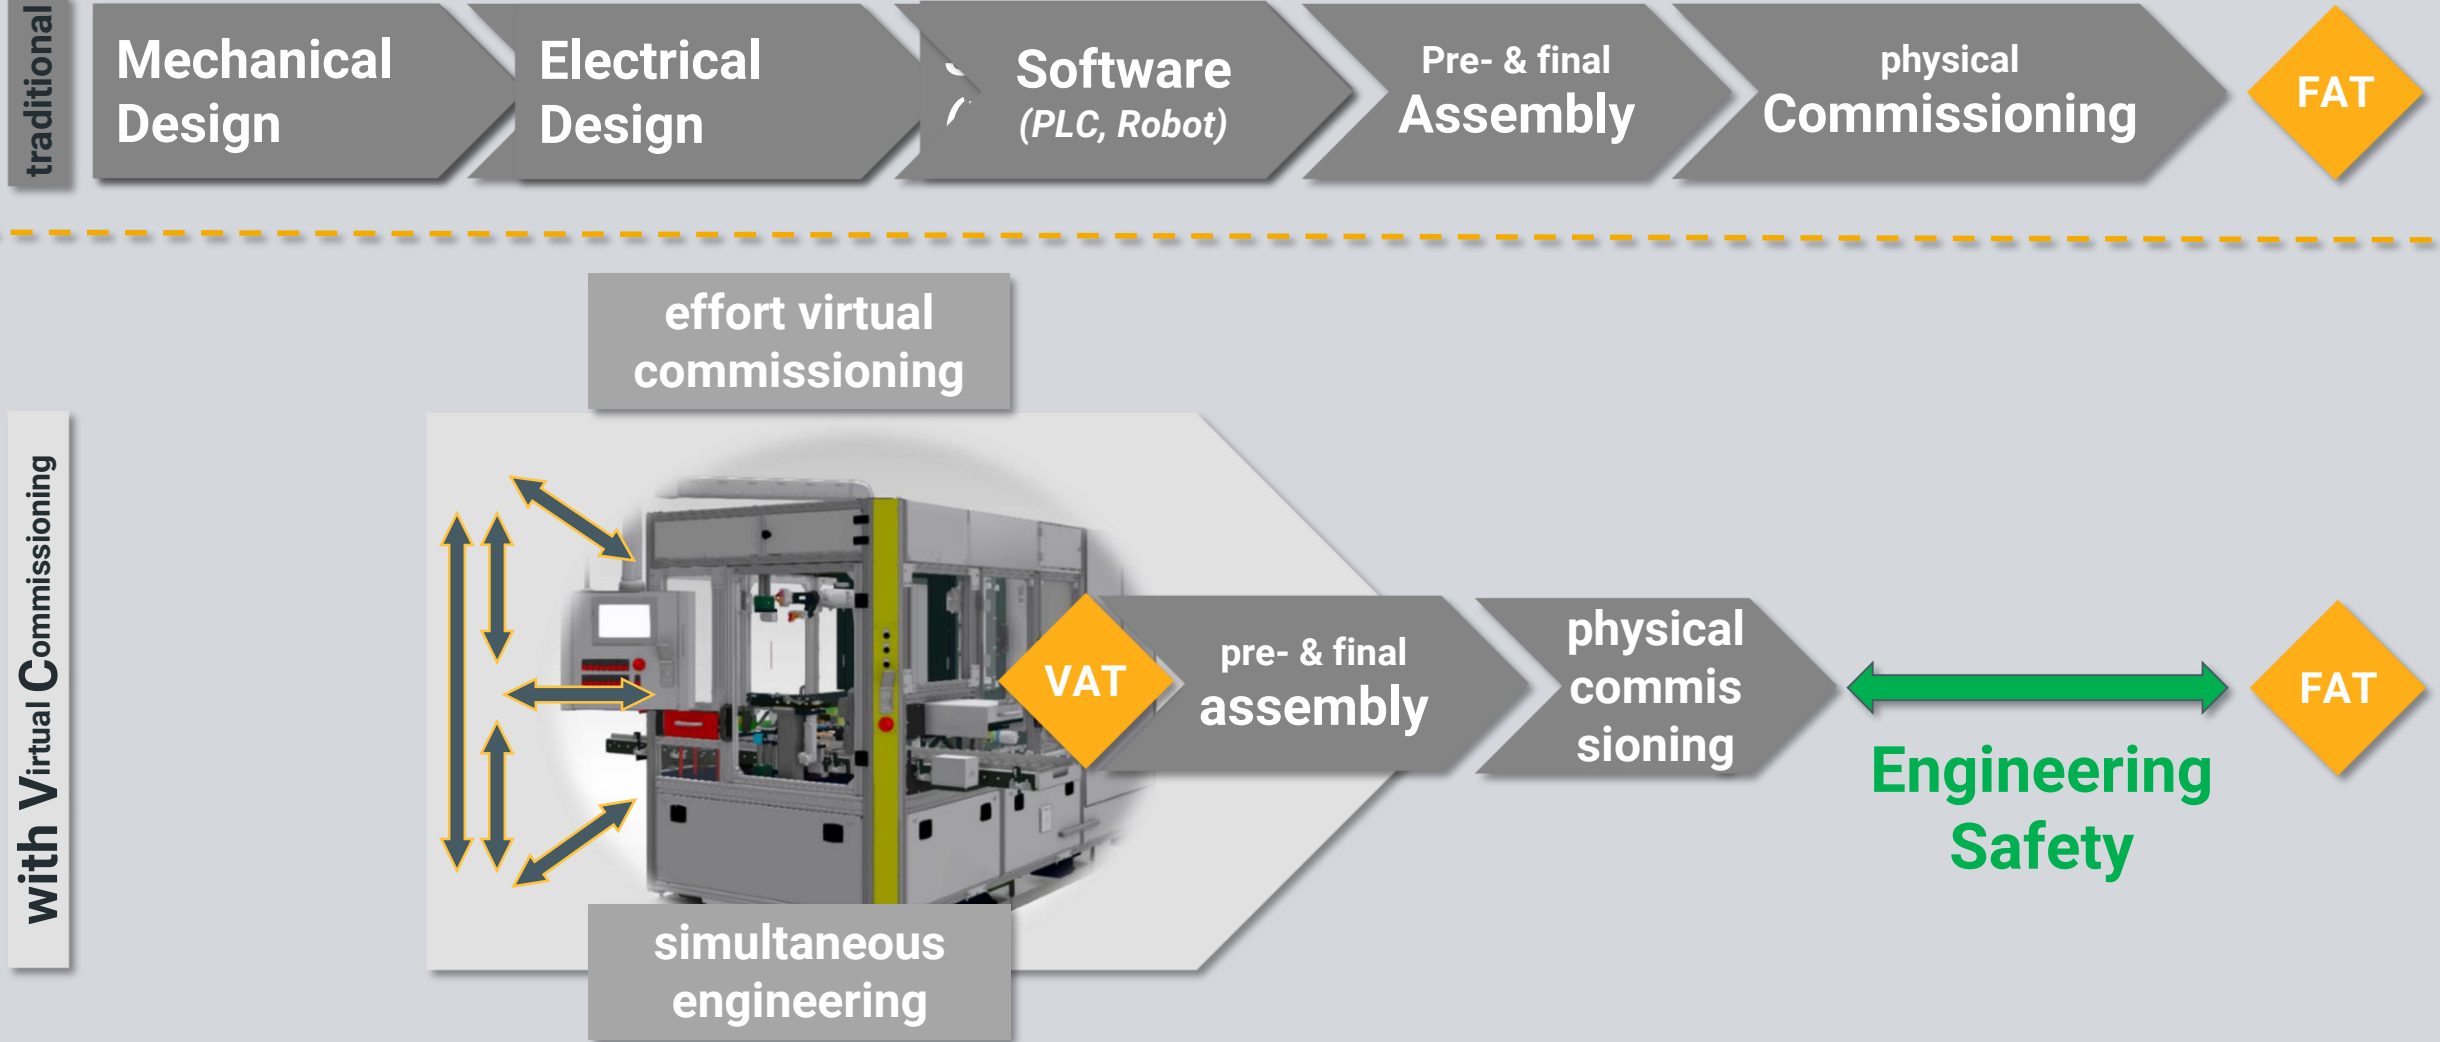 traditional
Mechanical
Design
Electrical
Design
Software
(PLC, Robot)
Pre- & final
Assembly
physical
Commissioning
FAT
effort virtual
commissioning
with Virtual Commissioning
VAT
pre- & final
assembly
physical
commis
sioning
Engineering
Safety
FAT
simultaneous
engineering